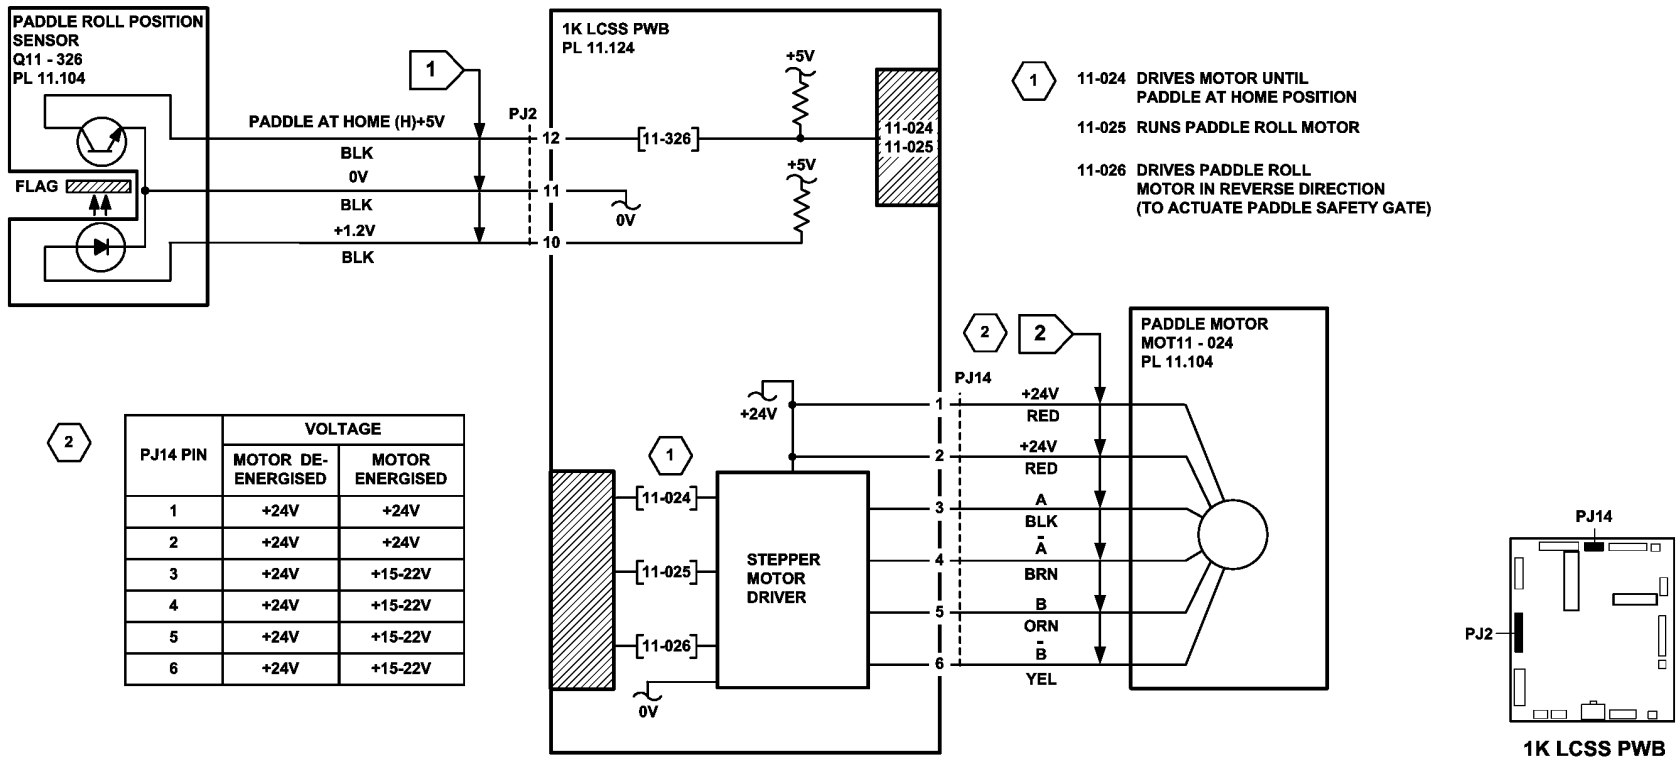 PADDLE ROLL POSITION
SENSOR
Q11 - 326
PL 11.104
FLAG
1
PADDLE AT HOME (H)+5V
BLK
0V
BLK
+1.2V
BLK
PJ2
12
11
10
1K LCSS PWB
PL 11.124
+5V
[11-326]
+5V
0V
11-024
11-025
1
11-024 DRIVES MOTOR UNTIL
PADDLE AT HOME POSITION
11-025 RUNS PADDLE ROLL MOTOR
11-026 DRIVES PADDLE ROLL
MOTOR IN REVERSE DIRECTION
(TO ACTUATE PADDLE SAFETY GATE)
2
PJ14 PIN
VOLTAGE
MOTOR DE-
ENERGISED
MOTOR
ENERGISED
1 +24V +24V
2 +24V +24V
3 +24V +15-22V
4 +24V +15-22V
5 +24V +15-22V
6 +24V +15-22V
1
[11-024]
[11-025]
[11-026]
0V
+24V
STEPPER
MOTOR
DRIVER
2
2
PJ14
1
+24V
RED
2
+24V
RED
3
A
BLK
4
A̅
BRN
5
B
ORN
6
B̅
YEL
PADDLE MOTOR
MOT11 - 024
PL 11.104
PJ14
PJ2
1K LCSS PWB